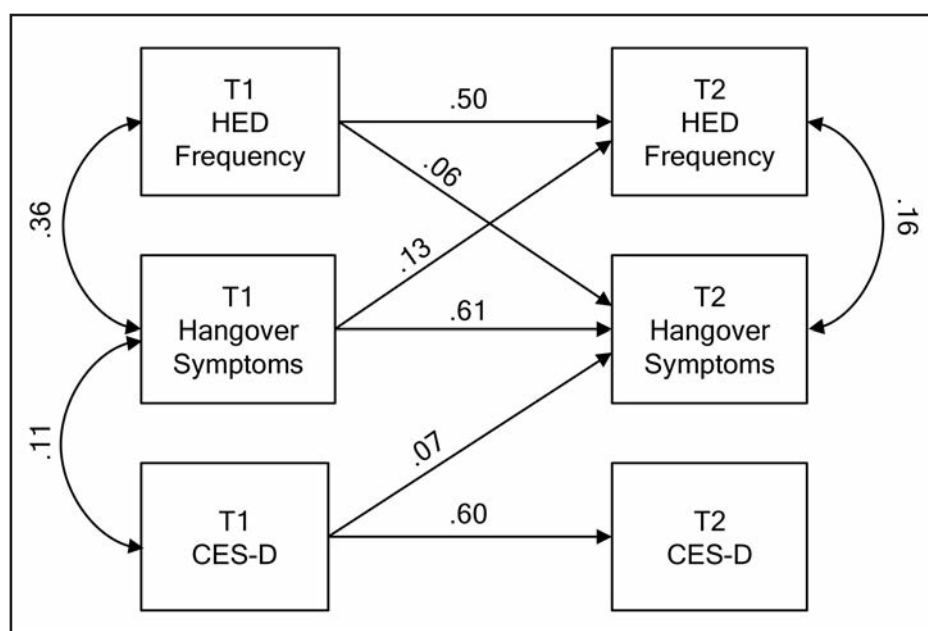 T1
HED
Frequency
.50
T2
HED
Frequency
.06
.36
.16
.13
T1
Hangover
Symptoms
.61
T2
Hangover
Symptoms
.11
.07
T1
CES-D
.60
T2
CES-D